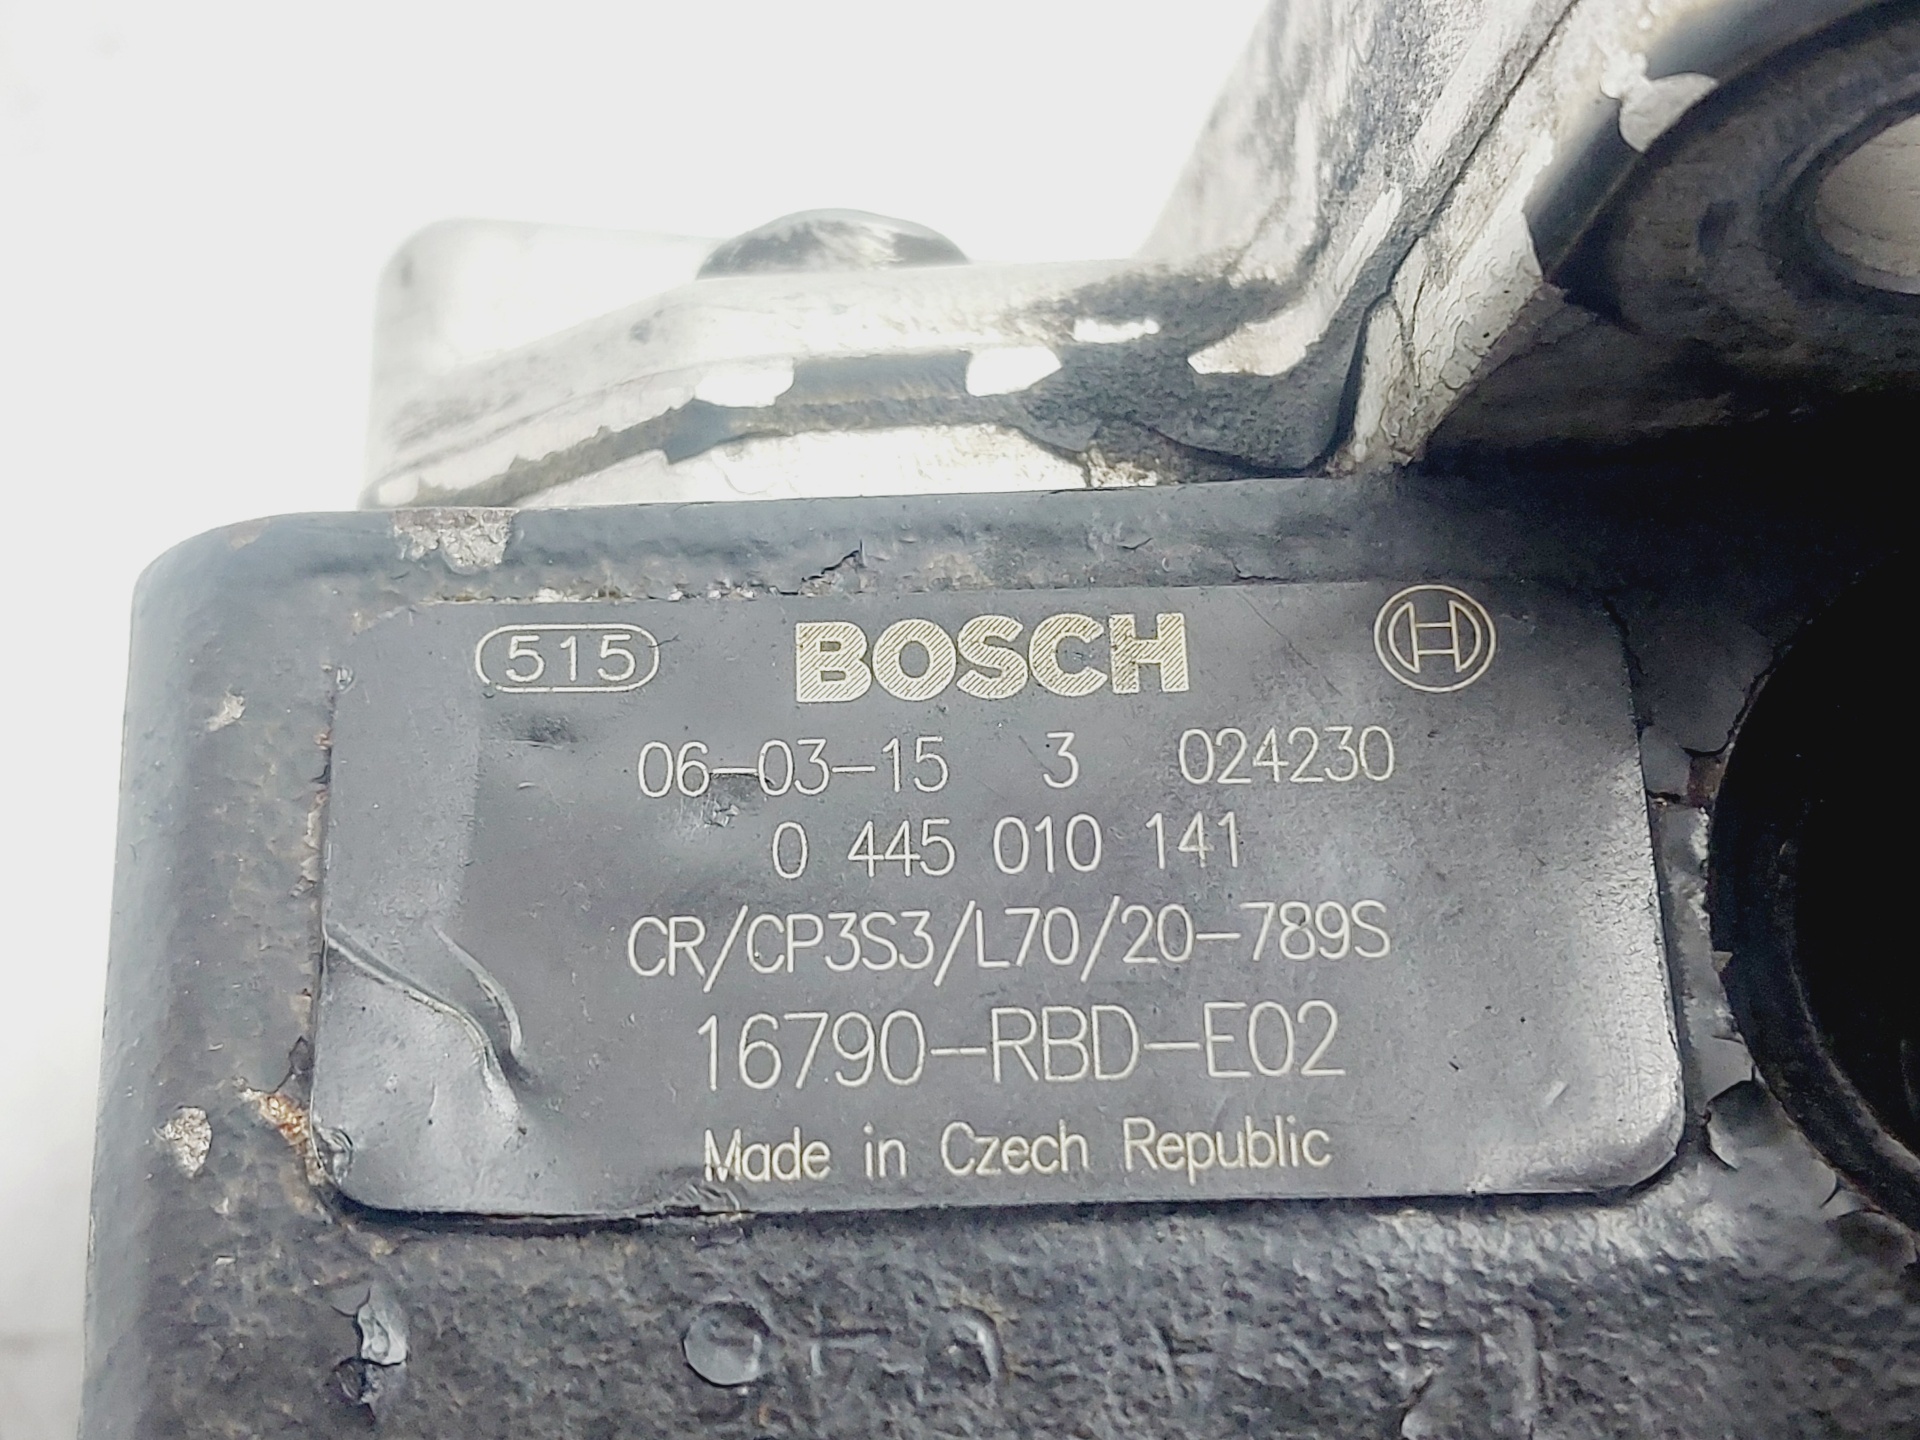 515 BOSCH
06-03-15 3 024230
0 445 010 141
CR/CP3S3/L70/20-789S
16790-RBD-E02
Made in Czech Republic